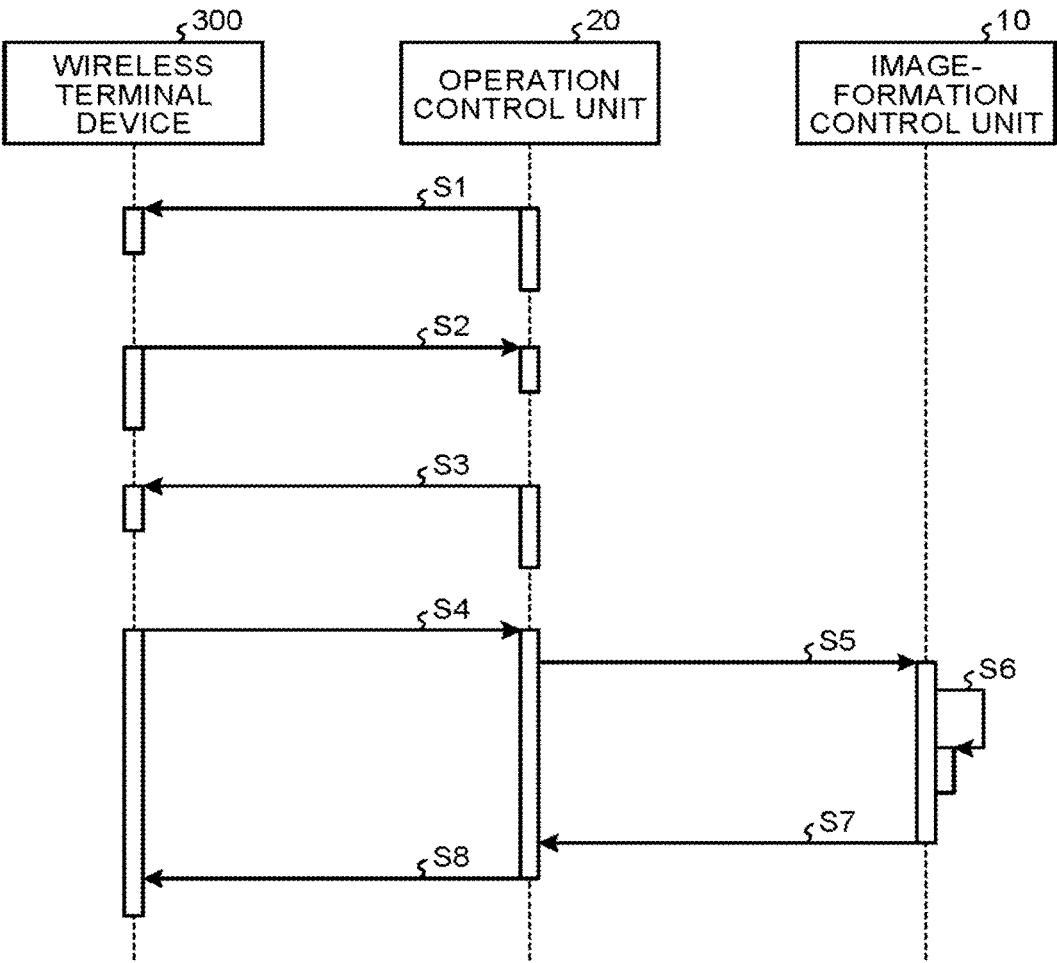 300
20
10
WIRELESS
TERMINAL
DEVICE
OPERATION
CONTROL UNIT
IMAGE-
FORMATION
CONTROL UNIT
S1
S2
S3
S4
S5
S6
S7
S8